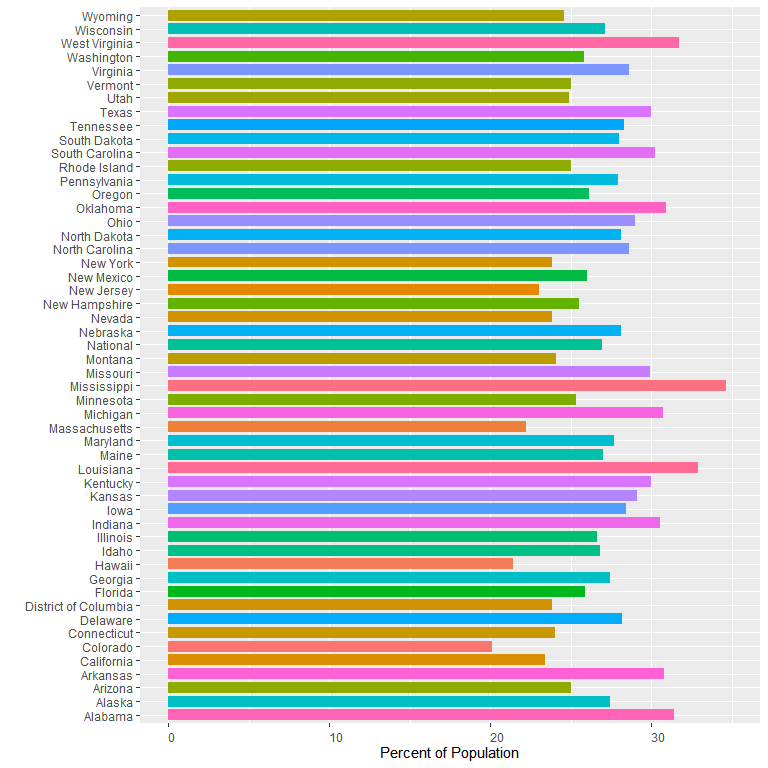 Wyoming
Wisconsin
West Virginia
Washington
Virginia
Vermont
Utah
Texas
Tennessee
South Dakota
South Carolina
Rhode Island
Pennsylvania
Oregon
Oklahoma
Ohio
North Dakota
North Carolina
New York
New Mexico
New Jersey
New Hampshire
Nevada
Nebraska
National
Montana
Missouri
Mississippi
Minnesota
Michigan
Massachusetts
Maryland
Maine
Louisiana
Kentucky
Kansas
Iowa
Indiana
Illinois
Idaho
Hawaii
Georgia
Florida
District of Columbia
Delaware
Connecticut
Colorado
California
Arkansas
Arizona
Alaska
Alabama
0 10 20 30
Percent of Population